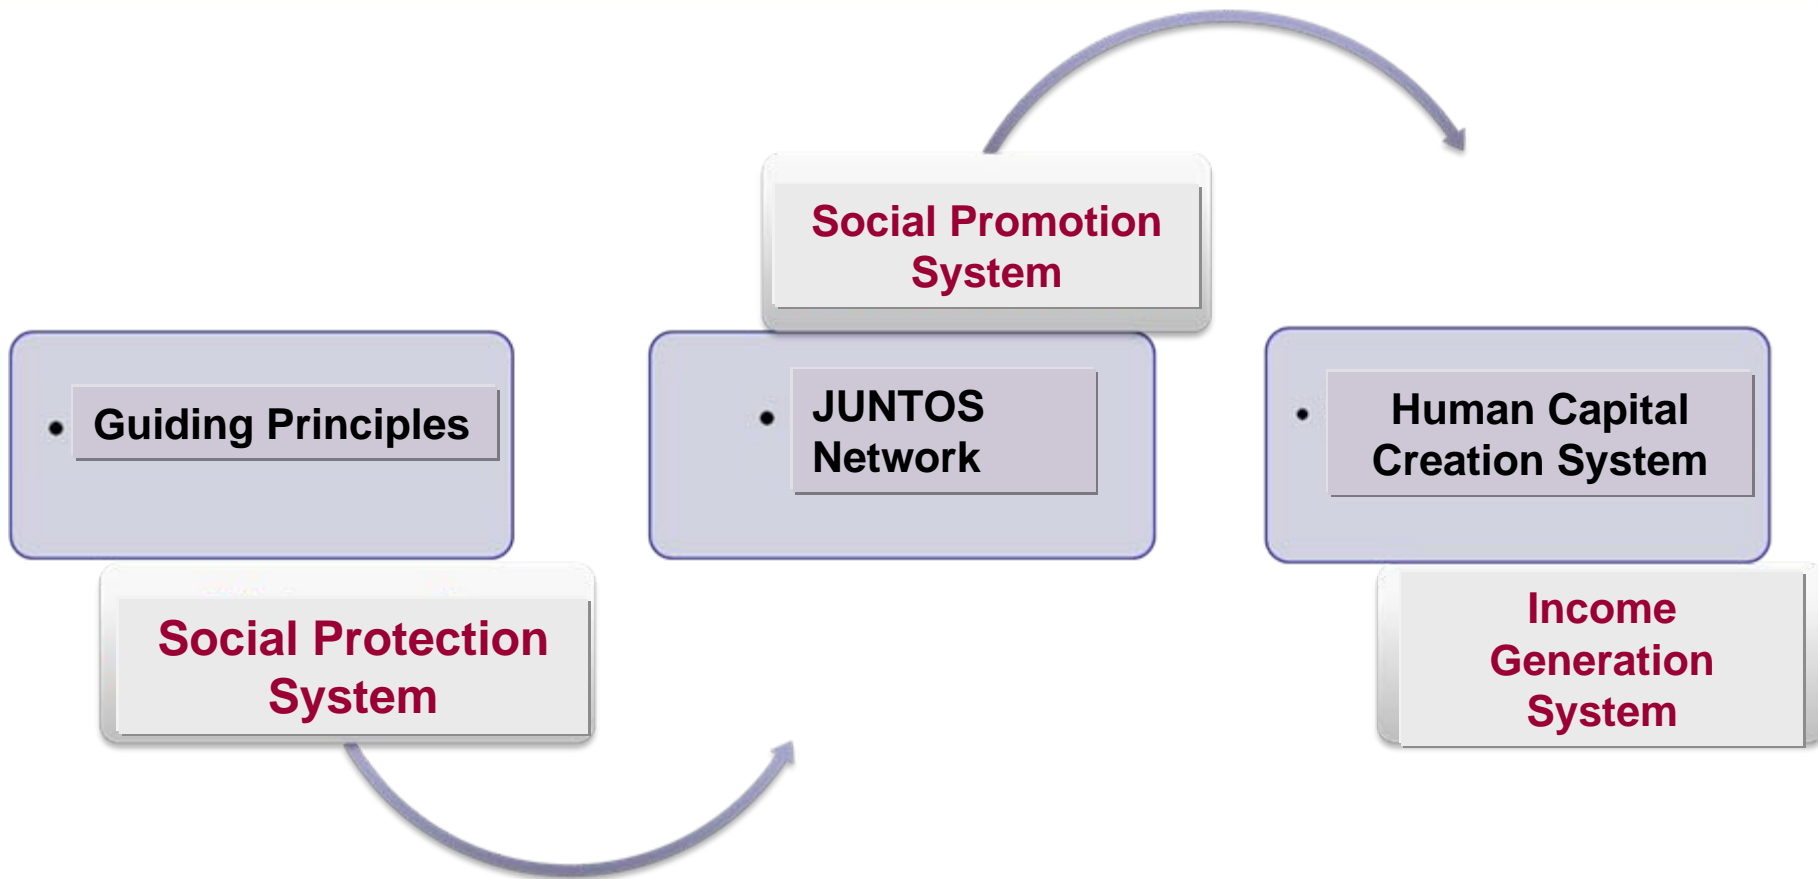 Social Promotion
System
• Guiding Principles
• JUNTOS
Network
• Human Capital
Creation System
Social Protection
System
Income
Generation
System